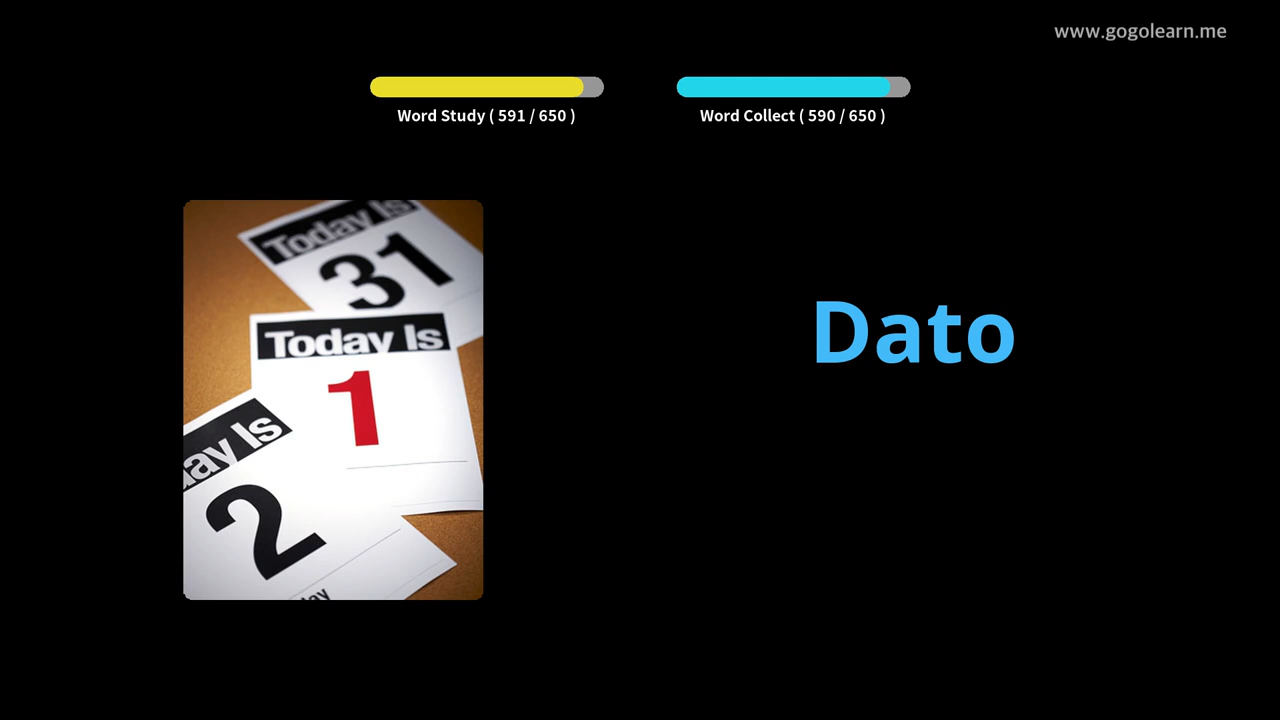 www.gogolearn.me
Word Study ( 591 / 650 )
Word Collect ( 590 / 650 )
Today Is
31
Today Is
1
Dato
ay Is
2